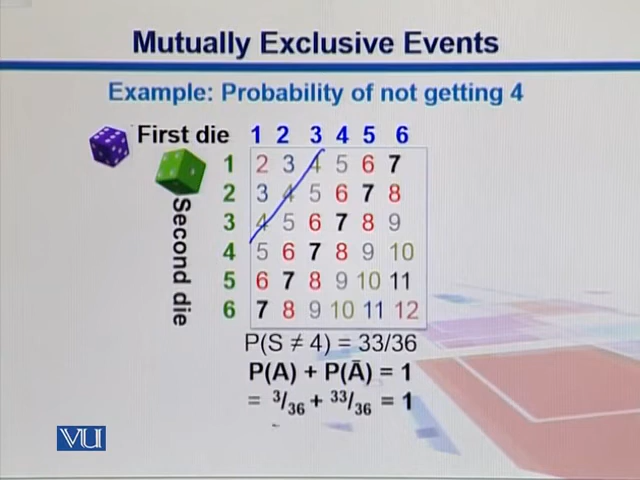 Mutually Exclusive Events
Example: Probability of not getting 4
First die 1 2 3 4 5 6
Second die
1 2 3 4 5 6 7
2 3 4 5 6 7 8
3 4 5 6 7 8 9
4 5 6 7 8 9 10
5 6 7 8 9 10 11
6 7 8 9 10 11 12
P(S ≠ 4) = 33/36
P(A) + P(Ā) = 1
= 3/36 + 33/36 = 1
VU